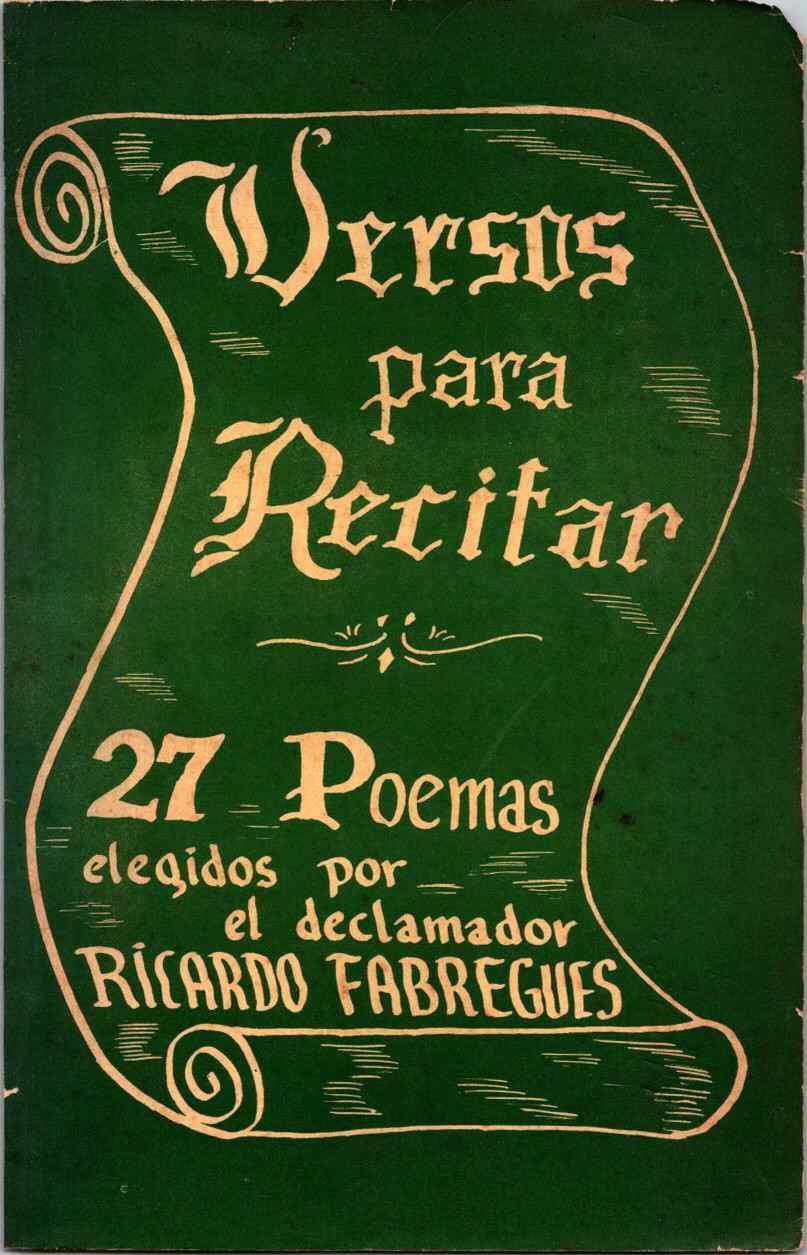 Versos
para
Recitar
27 Poemas
elegidos por
el declamador
RICARDO FABREGUES